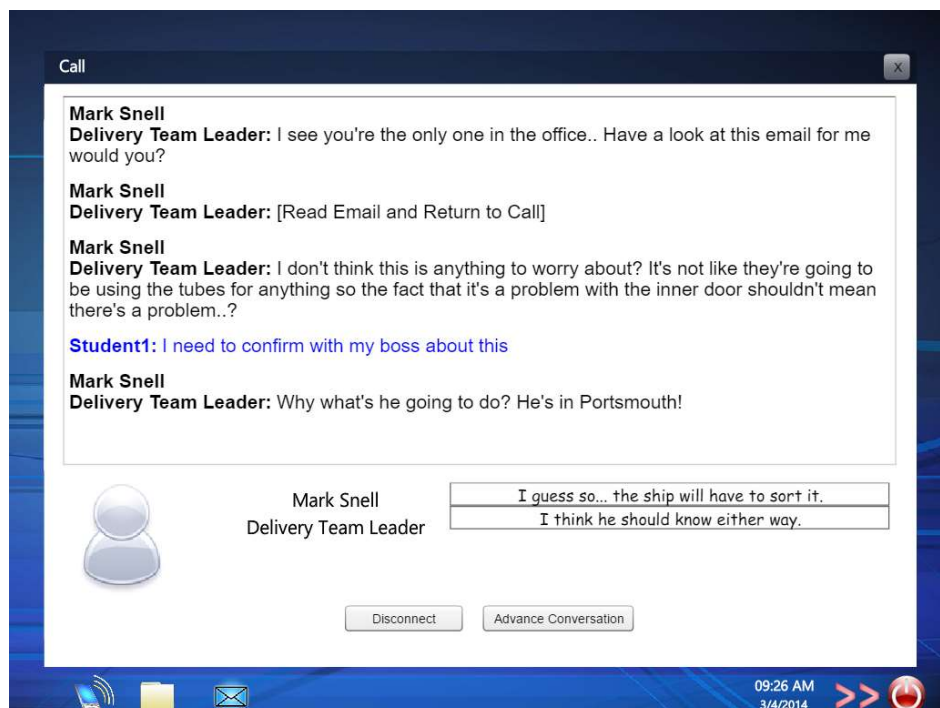 Call
X
Mark Snell
Delivery Team Leader: I see you're the only one in the office.. Have a look at this email for me
would you?
Mark Snell
Delivery Team Leader: [Read Email and Return to Call]
Mark Snell
Delivery Team Leader: I don't think this is anything to worry about? It's not like they're going to
be using the tubes for anything so the fact that it's a problem with the inner door shouldn't mean
there's a problem..?
Student1: I need to confirm with my boss about this
Mark Snell
Delivery Team Leader: Why what's he going to do? He's in Portsmouth!
Mark Snell
Delivery Team Leader
I guess so... the ship will have to sort it.
I think he should know either way.
Disconnect
Advance Conversation
09:26 AM
3/4/2014
>>